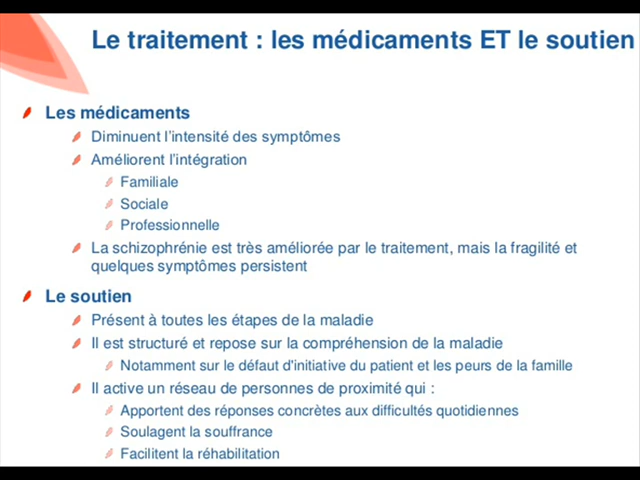 Le traitement : les médicaments ET le soutien
Les médicaments
Diminuent l'intensité des symptômes
Améliorent l'intégration
Familiale
Sociale
Professionnelle
La schizophrénie est très améliorée par le traitement, mais la fragilité et
quelques symptômes persistent
Le soutien
Présent à toutes les étapes de la maladie
Il est structuré et repose sur la compréhension de la maladie
Notamment sur le défaut d'initiative du patient et les peurs de la famille
Il active un réseau de personnes de proximité qui :
Apportent des réponses concrètes aux difficultés quotidiennes
Soulagent la souffrance
Facilitent la réhabilitation